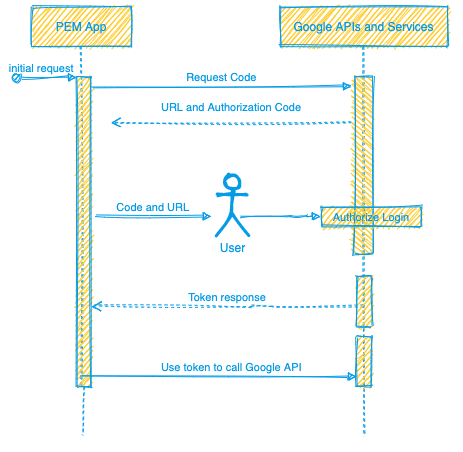 PEM App
Google APIs and Services
initial request
Request Code
URL and Authorization Code
Code and URL
Authorize Login
User
Token response
Use token to call Google API